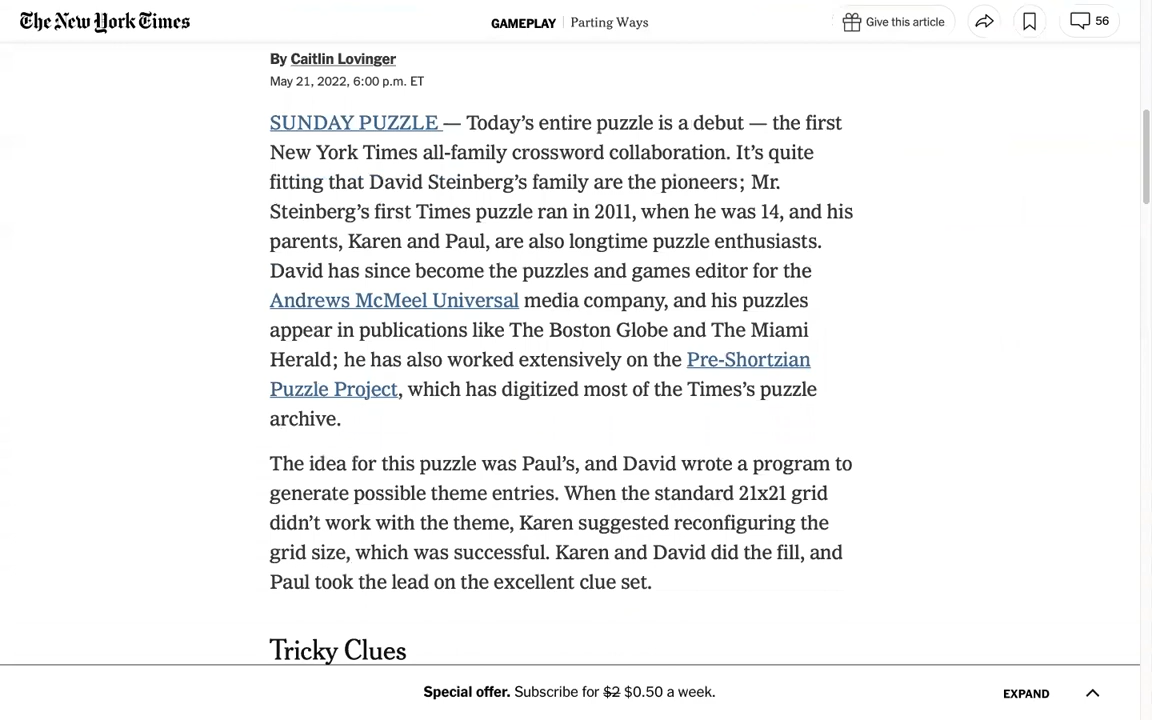 The New York Times
GAMEPLAY | Parting Ways
Give this article
56
By Caitlin Lovinger
May 21, 2022, 6:00 p.m. ET
SUNDAY PUZZLE — Today’s entire puzzle is a debut — the first
New York Times all-family crossword collaboration. It’s quite
fitting that David Steinberg’s family are the pioneers; Mr.
Steinberg’s first Times puzzle ran in 2011, when he was 14, and his
parents, Karen and Paul, are also longtime puzzle enthusiasts.
David has since become the puzzles and games editor for the
Andrews McMeel Universal media company, and his puzzles
appear in publications like The Boston Globe and The Miami
Herald; he has also worked extensively on the Pre-Shortzian
Puzzle Project, which has digitized most of the Times’s puzzle
archive.
The idea for this puzzle was Paul’s, and David wrote a program to
generate possible theme entries. When the standard 21x21 grid
didn’t work with the theme, Karen suggested reconfiguring the
grid size, which was successful. Karen and David did the fill, and
Paul took the lead on the excellent clue set.
Tricky Clues
Special offer. Subscribe for $2 $0.50 a week.
EXPAND